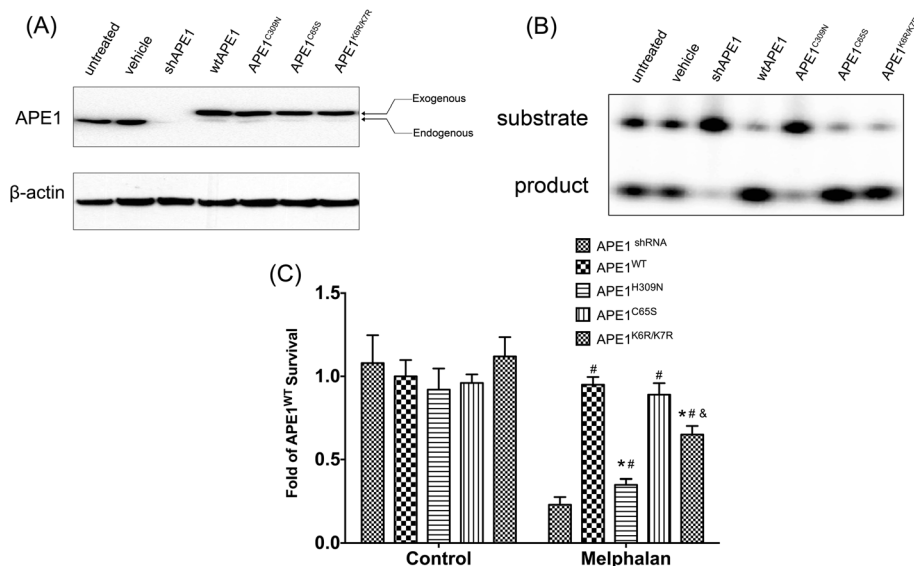 (A)
untreated
vehicle
shAPE1
wtAPE1
APE1C309N
APE1C65S
APE1K6R/K7R
APE1
Exogenous
Endogenous
β-actin
(B)
untreated
vehicle
shAPE1
wtAPE1
APE1C309N
APE1C65S
APE1K6R/K7R
substrate
product
(C)
APE1 shRNA
APE1WT
APE1H309N
APE1C65S
APE1K6R/K7R
Fold of APE1WT Survival
1.5
1.0
0.5
0.0
#
*#
#
*# &
Control
Melphalan